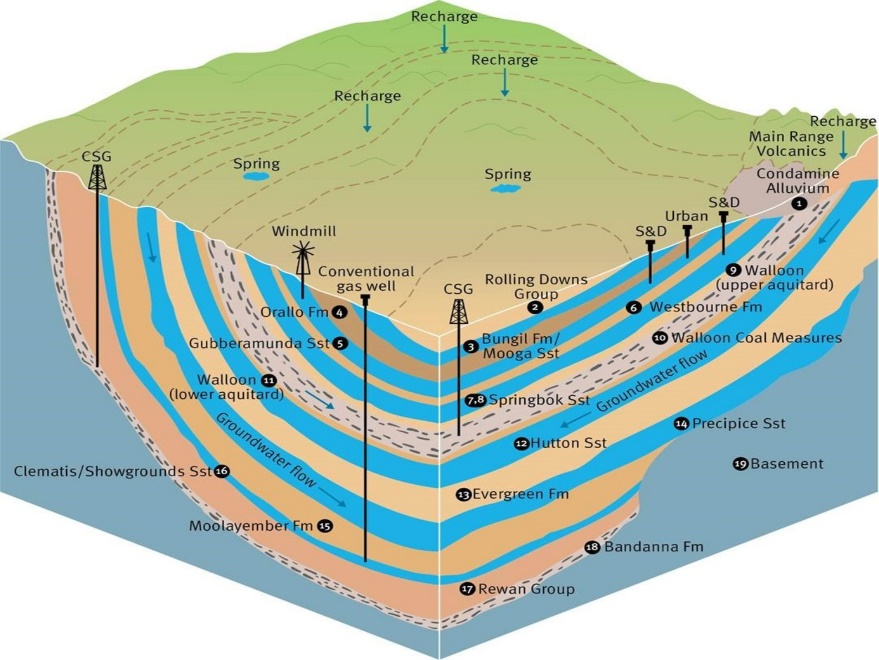 Recharge
Recharge
Recharge
Recharge
Main Range
Volcanics
CSG
Spring
Spring
Condamine
Alluvium
1
S&D
Urban
S&D
Windmill
Conventional
gas well
CSG
Rolling Downs
Group
2
9 Walloon
(upper aquitard)
Orallo Fm 4
6 Westbourne Fm
Gubberamunda Sst 5
3 Bungil Fm/
Mooga Sst
10 Walloon Coal Measures
Walloon 11
(lower aquitard)
7,8 Springbok Sst
Groundwater flow
Groundwater flow
14 Precipice Sst
12 Hutton Sst
Clematis/Showgrounds Sst 16
19 Basement
13 Evergreen Fm
Moolayember Fm 15
18 Bandanna Fm
17 Rewan Group